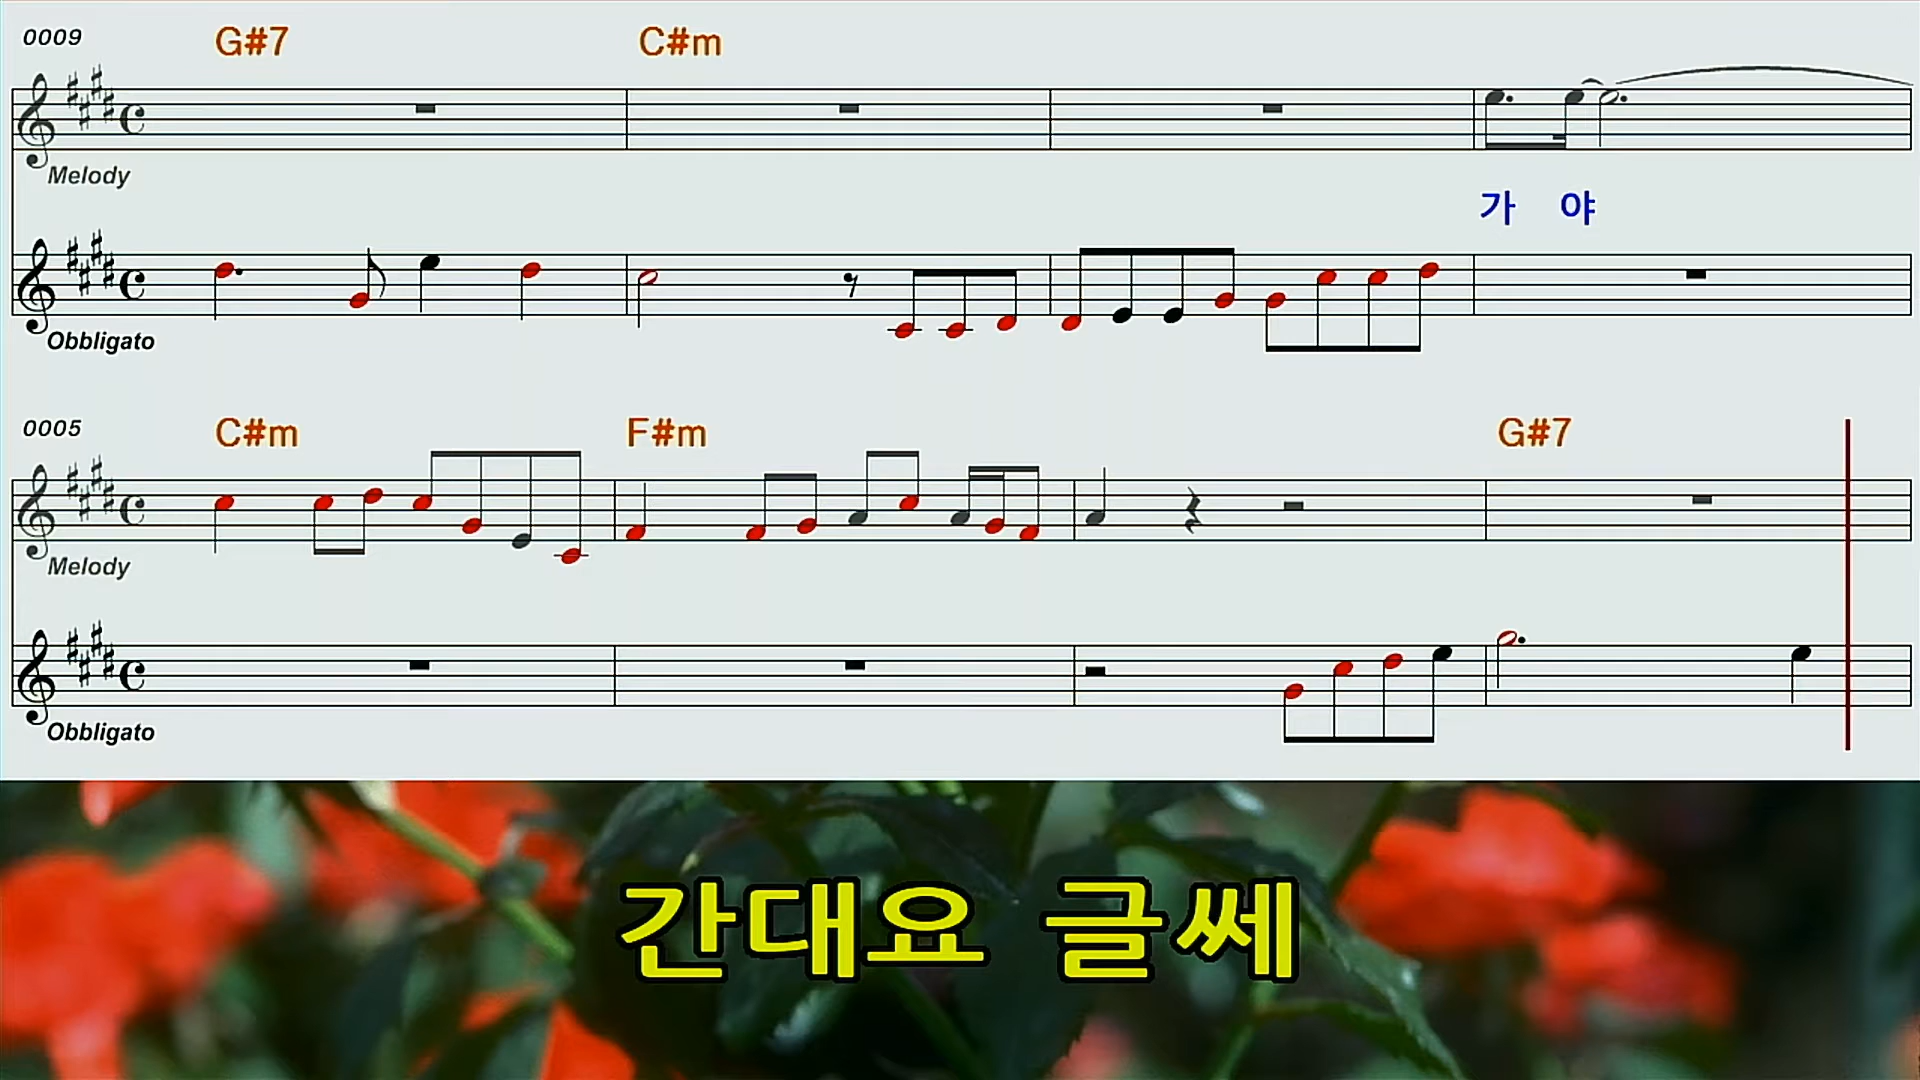 0009 G#7 C#m
Melody
가 야
Obbligato
0005 C#m F#m G#7
Melody
Obbligato
간대요 글쎄